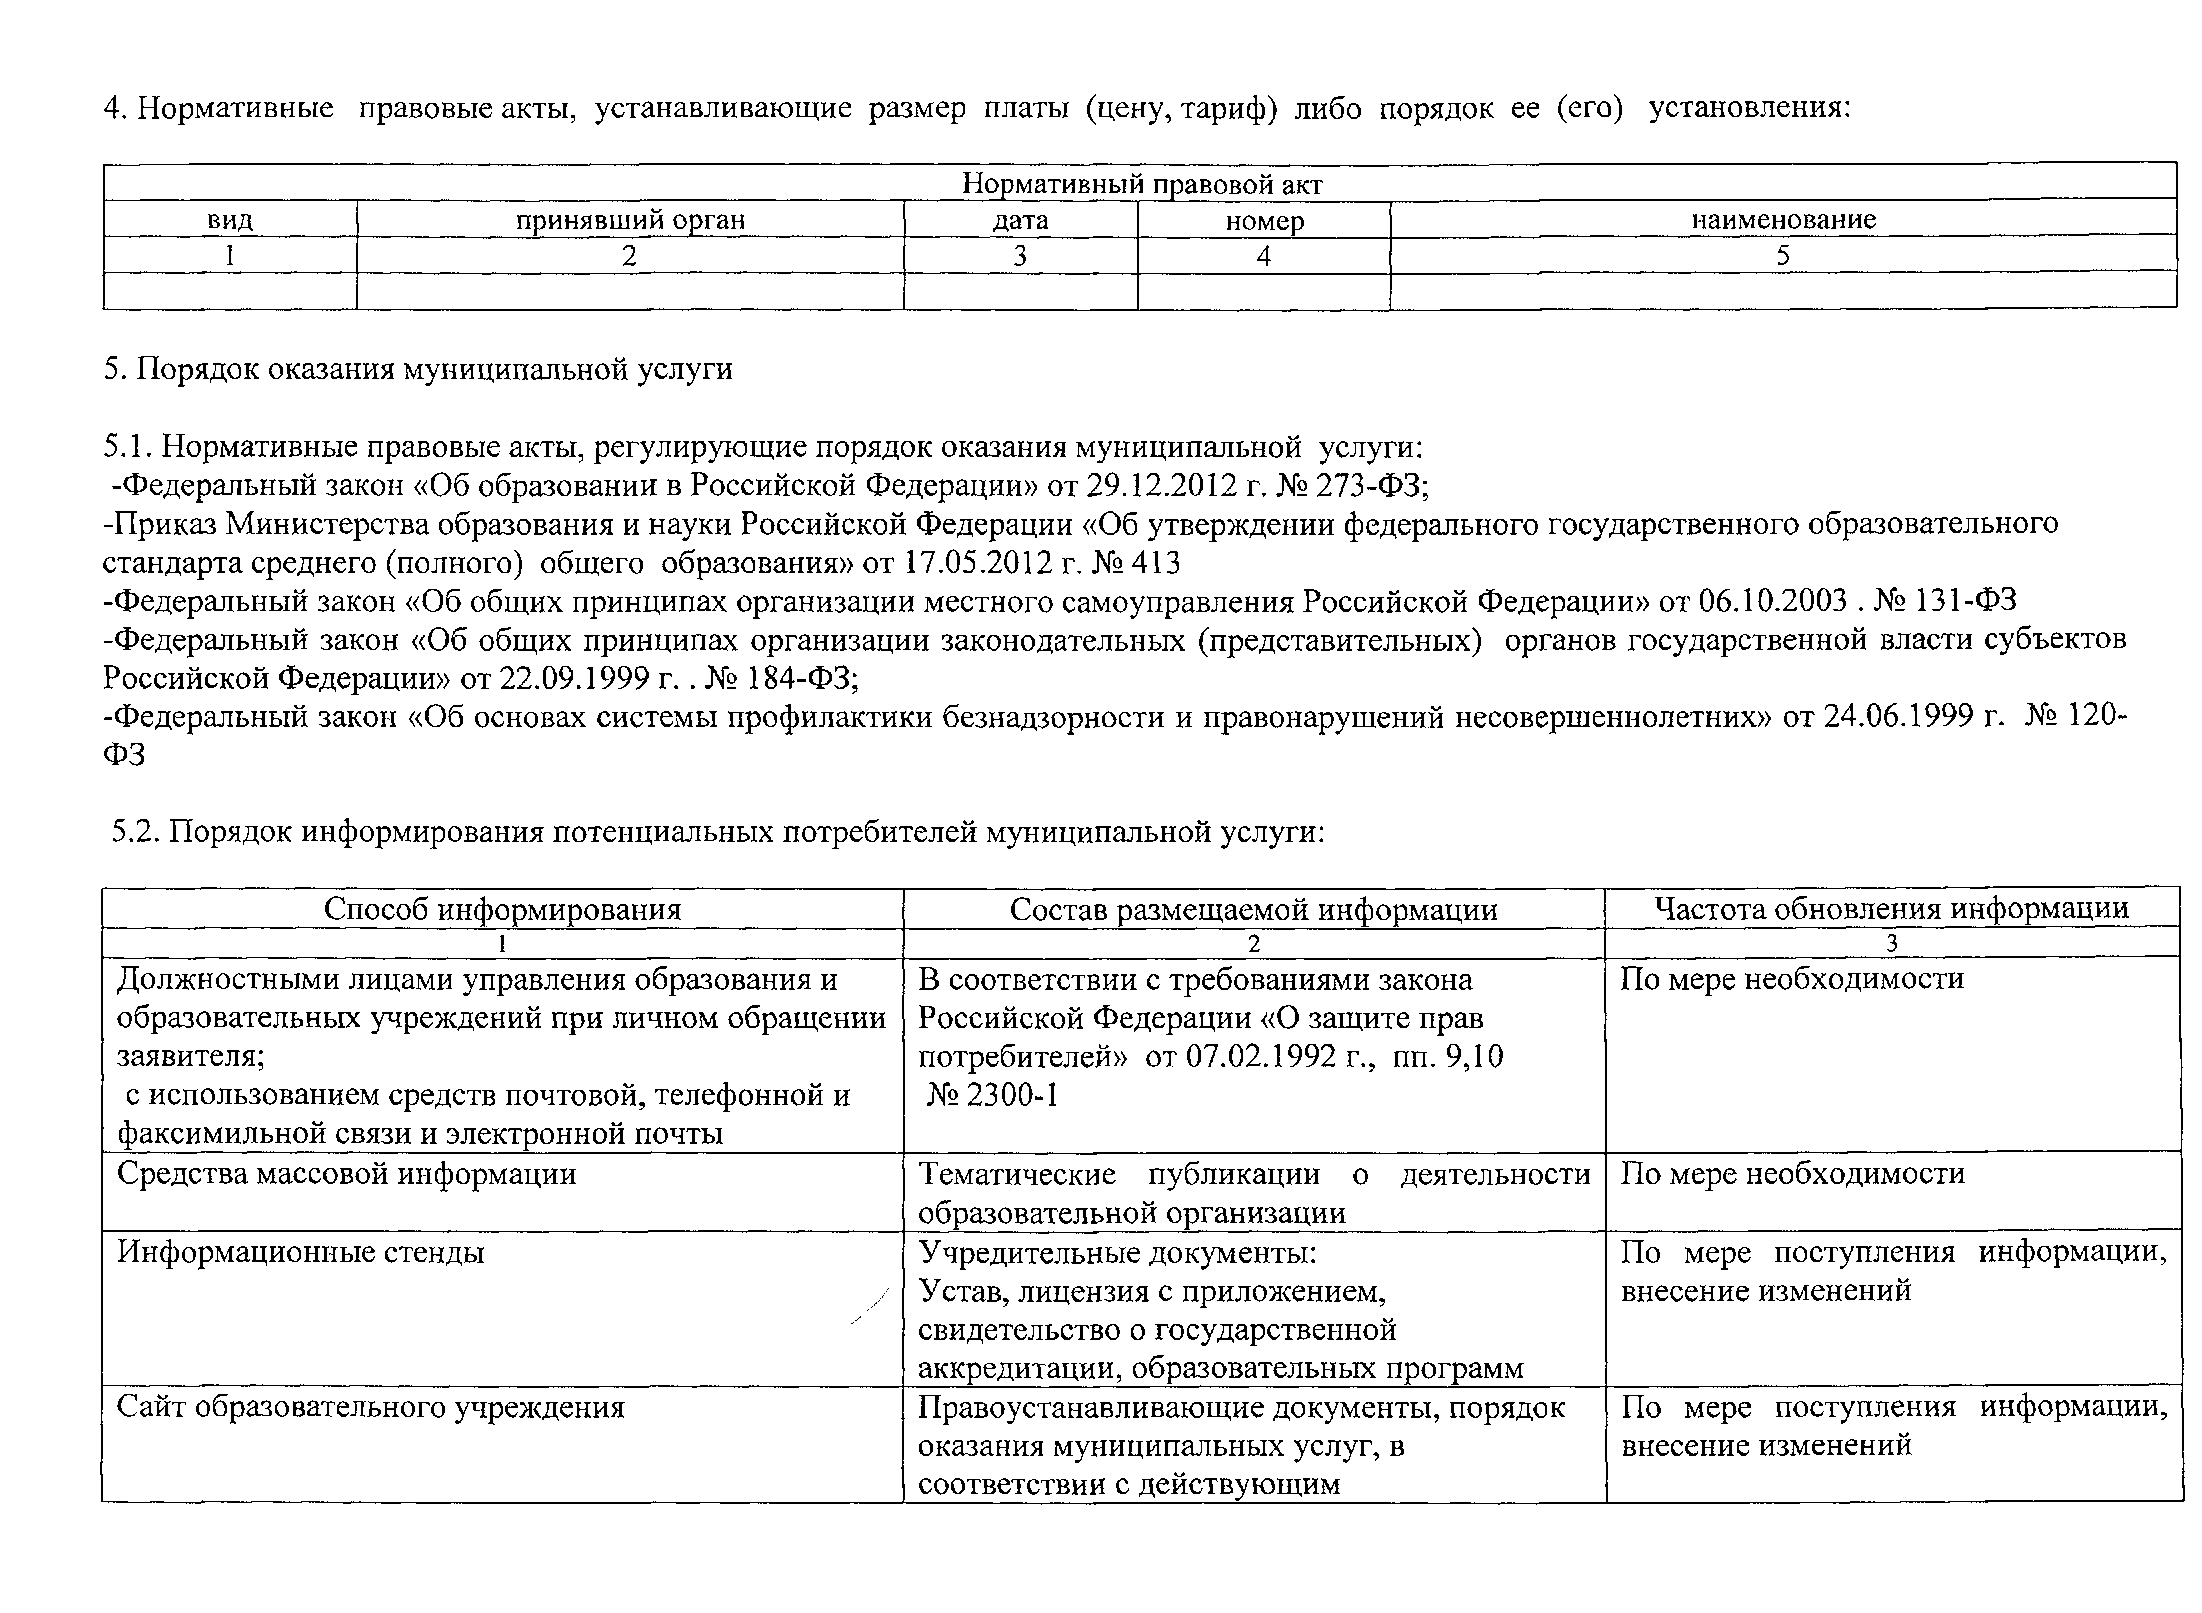 4. Нормативные правовые акты, устанавливающие размер платы (цену, тариф) либо порядок ее (его) установления:
Нормативный правовой акт
вид принявший орган дата номер наименование
1 2 3 4 5
5. Порядок оказания муниципальной услуги
5.1. Нормативные правовые акты, регулирующие порядок оказания муниципальной услуги:
-Федеральный закон «Об образовании в Российской Федерации» от 29.12.2012 г. № 273-ФЗ;
-Приказ Министерства образования и науки Российской Федерации «Об утверждении федерального государственного образовательного
стандарта среднего (полного) общего образования» от 17.05.2012 г. № 413
-Федеральный закон «Об общих принципах организации местного самоуправления Российской Федерации» от 06.10.2003 . № 131-ФЗ
-Федеральный закон «Об общих принципах организации законодательных (представительных) органов государственной власти субъектов
Российской Федерации» от 22.09.1999 г. . № 184-ФЗ;
-Федеральный закон «Об основах системы профилактики безнадзорности и правонарушений несовершеннолетних» от 24.06.1999 г. № 120-
ФЗ
5.2. Порядок информирования потенциальных потребителей муниципальной услуги:
Способ информирования Состав размещаемой информации Частота обновления информации
1 2 3
Должностными лицами управления образования и
образовательных учреждений при личном обращении
заявителя;
с использованием средств почтовой, телефонной и
факсимильной связи и электронной почты
В соответствии с требованиями закона
Российской Федерации «О защите прав
потребителей» от 07.02.1992 г., пп. 9,10
№ 2300-1
По мере необходимости
Средства массовой информации
Тематические публикации о деятельности
образовательной организации
По мере необходимости
Информационные стенды
Учредительные документы:
Устав, лицензия с приложением,
свидетельство о государственной
аккредитации, образовательных программ
По мере поступления информации,
внесение изменений
Сайт образовательного учреждения
Правоустанавливающие документы, порядок
оказания муниципальных услуг, в
соответствии с действующим
По мере поступления информации,
внесение изменений